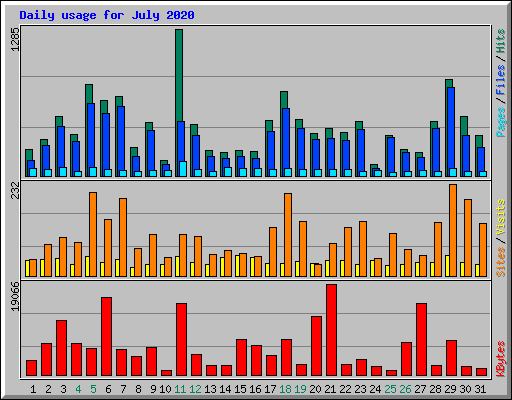 Daily usage for July 2020
1285
Pages / Files / Hits
232
Sites / Visits
19066
KBytes
1 2 3 4 5 6 7 8 9 10 11 12 13 14 15 16 17 18 19 20 21 22 23 24 25 26 27 28 29 30 31